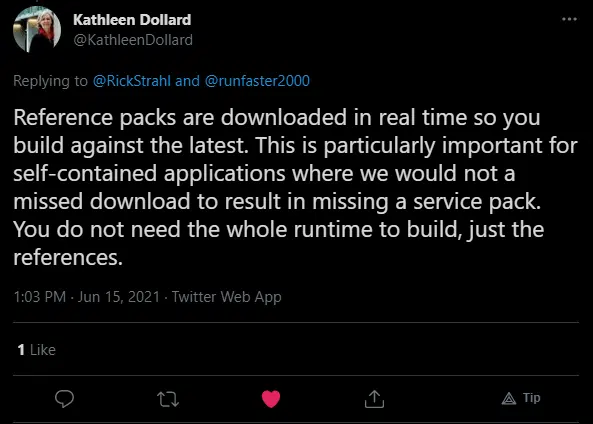 Kathleen Dollard
@KathleenDollard
Replying to @RickStrahl and @runfaster2000
Reference packs are downloaded in real time so you
build against the latest. This is particularly important for
self-contained applications where we would not a
missed download to result in missing a service pack.
You do not need the whole runtime to build, just the
references.
1:03 PM · Jun 15, 2021 · Twitter Web App
1 Like
Tip